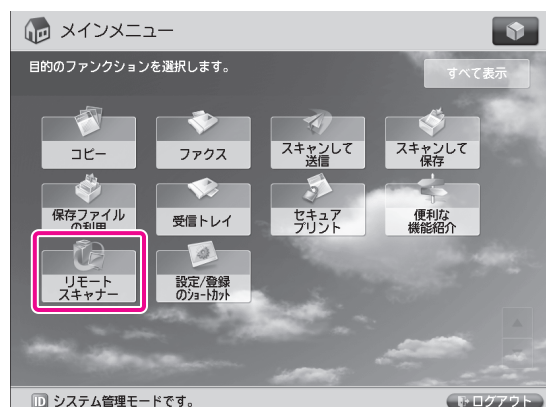 メインメニュー
目的のファンクションを選択します。
すべて表示
コピー
ファクス
スキャンして
送信
スキャンして
保存
保存ファイル
の利用
受信トレイ
セキュア
プリント
便利な
機能紹介
リモート
スキャナー
設定/登録
のショートカット
ID システム管理モードです。
ログアウト